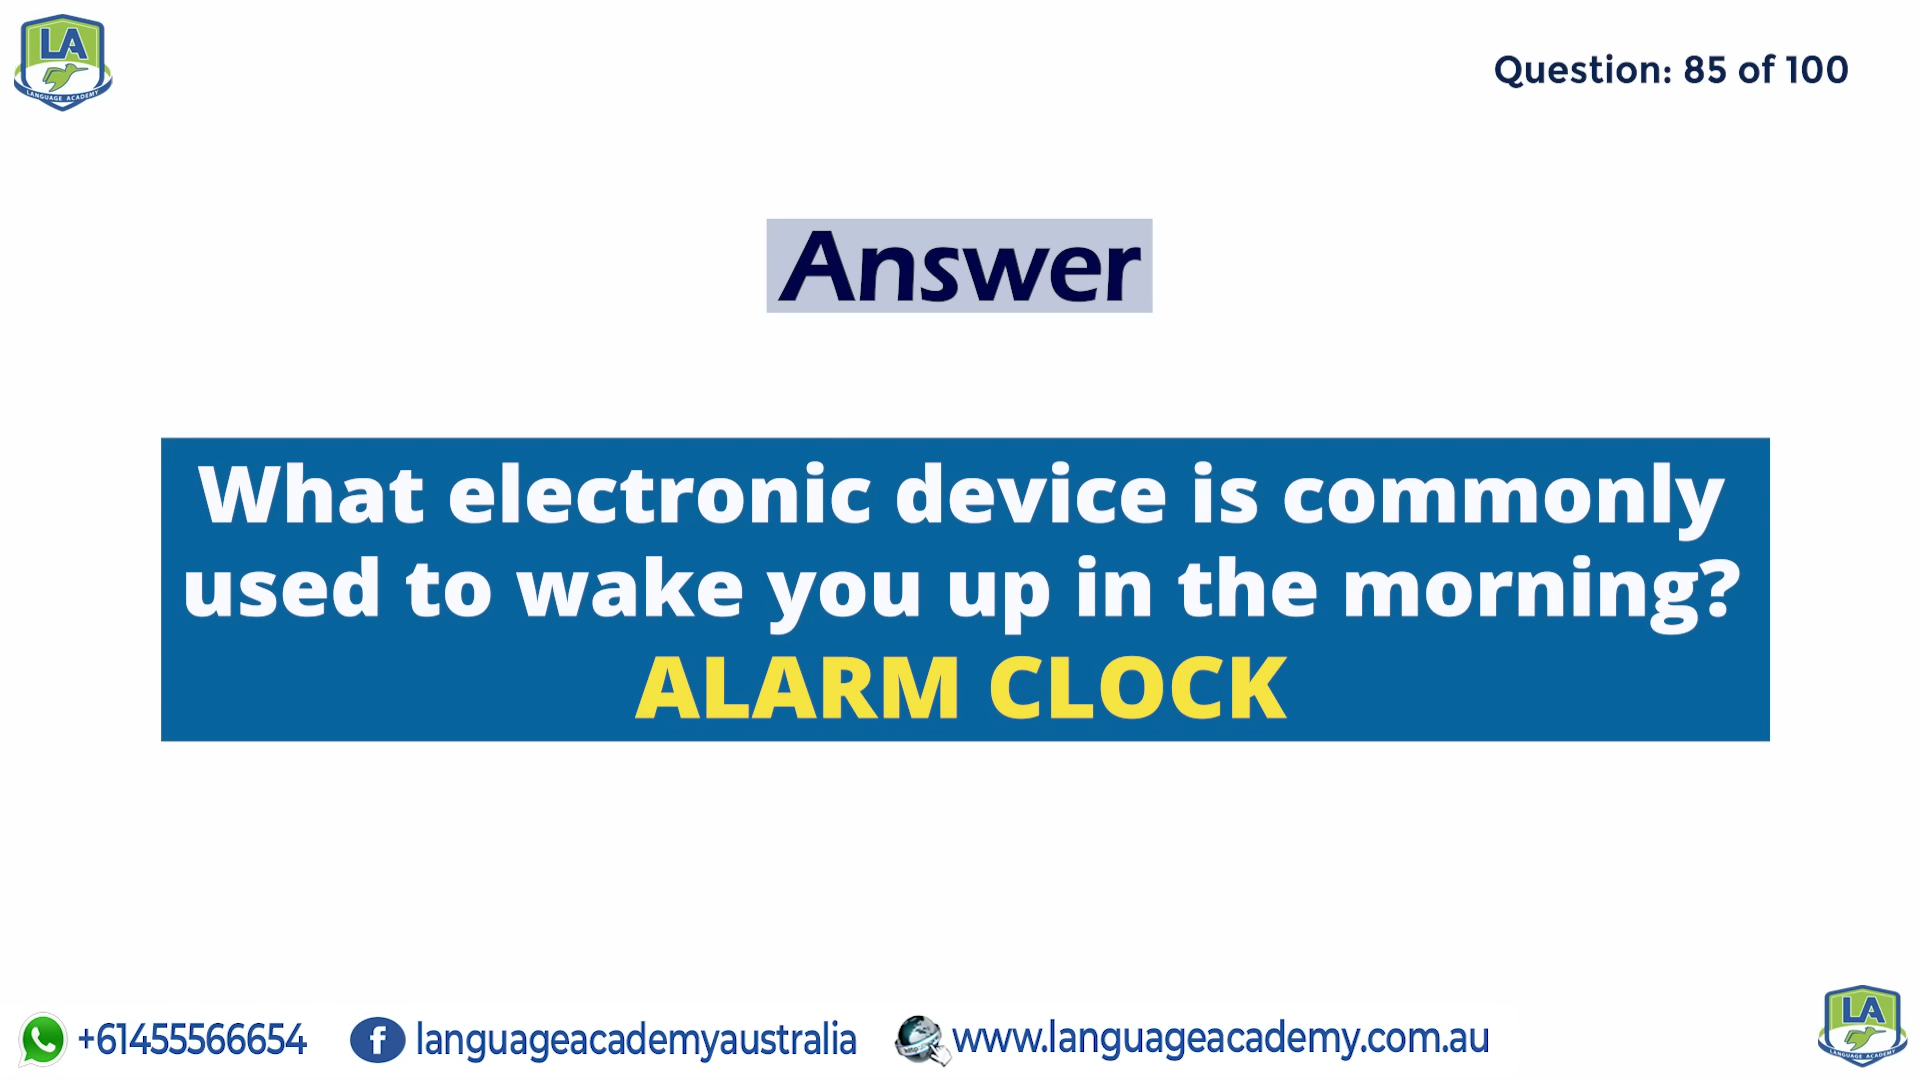 LA
LANGUAGE ACADEMY
Question: 85 of 100
Answer
What electronic device is commonly
used to wake you up in the morning?
ALARM CLOCK
+61455566654
f
languageacademyaustralia
http
www.languageacademy.com.au
LA
LANGUAGE ACADEMY